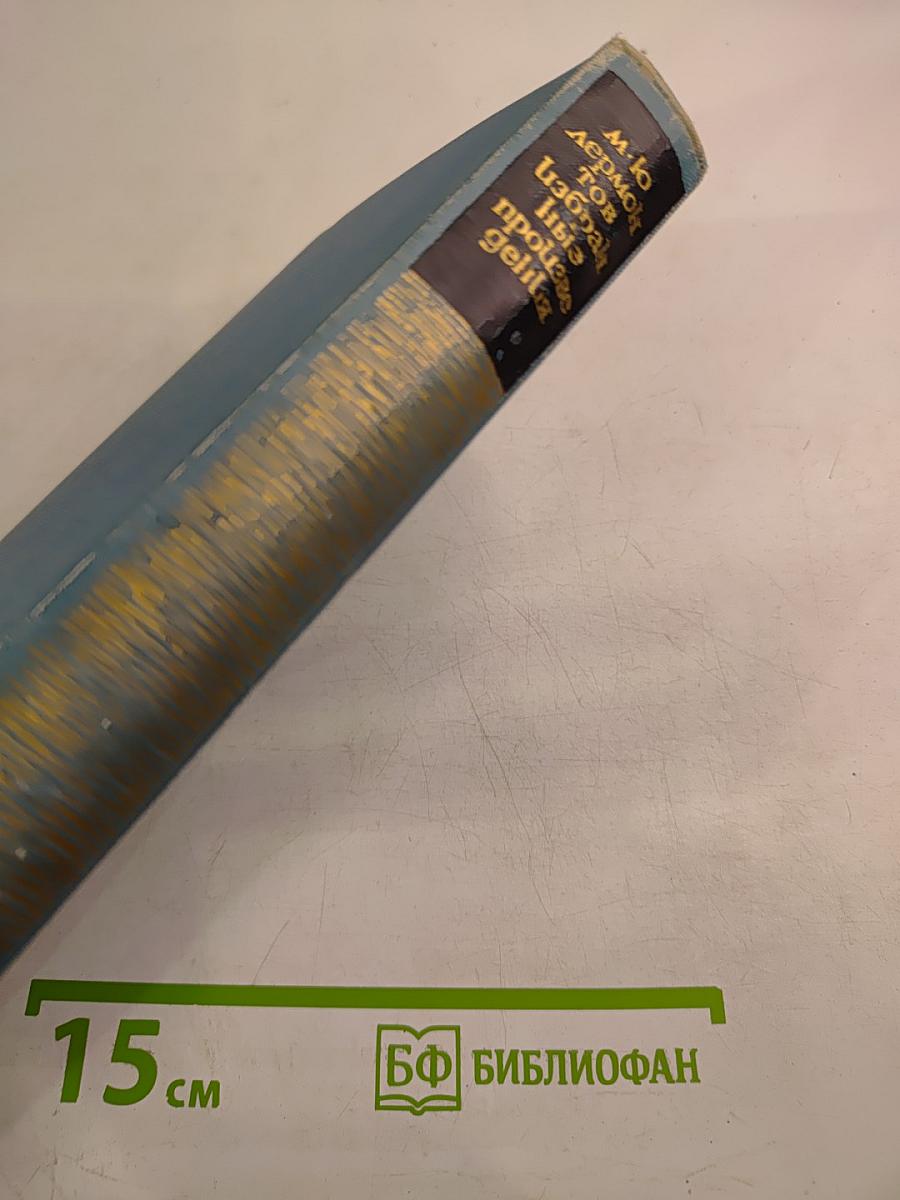 м·ю
лермон
тов
избран
ные
произве
дения
15 см
БФ БИБЛИОФАН